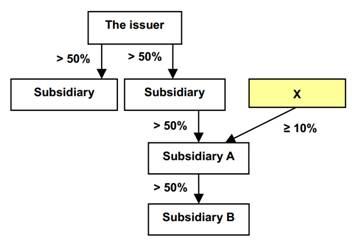 The issuer
> 50%
> 50%
Subsidiary
Subsidiary
X
> 50%
≥ 10%
Subsidiary A
> 50%
Subsidiary B